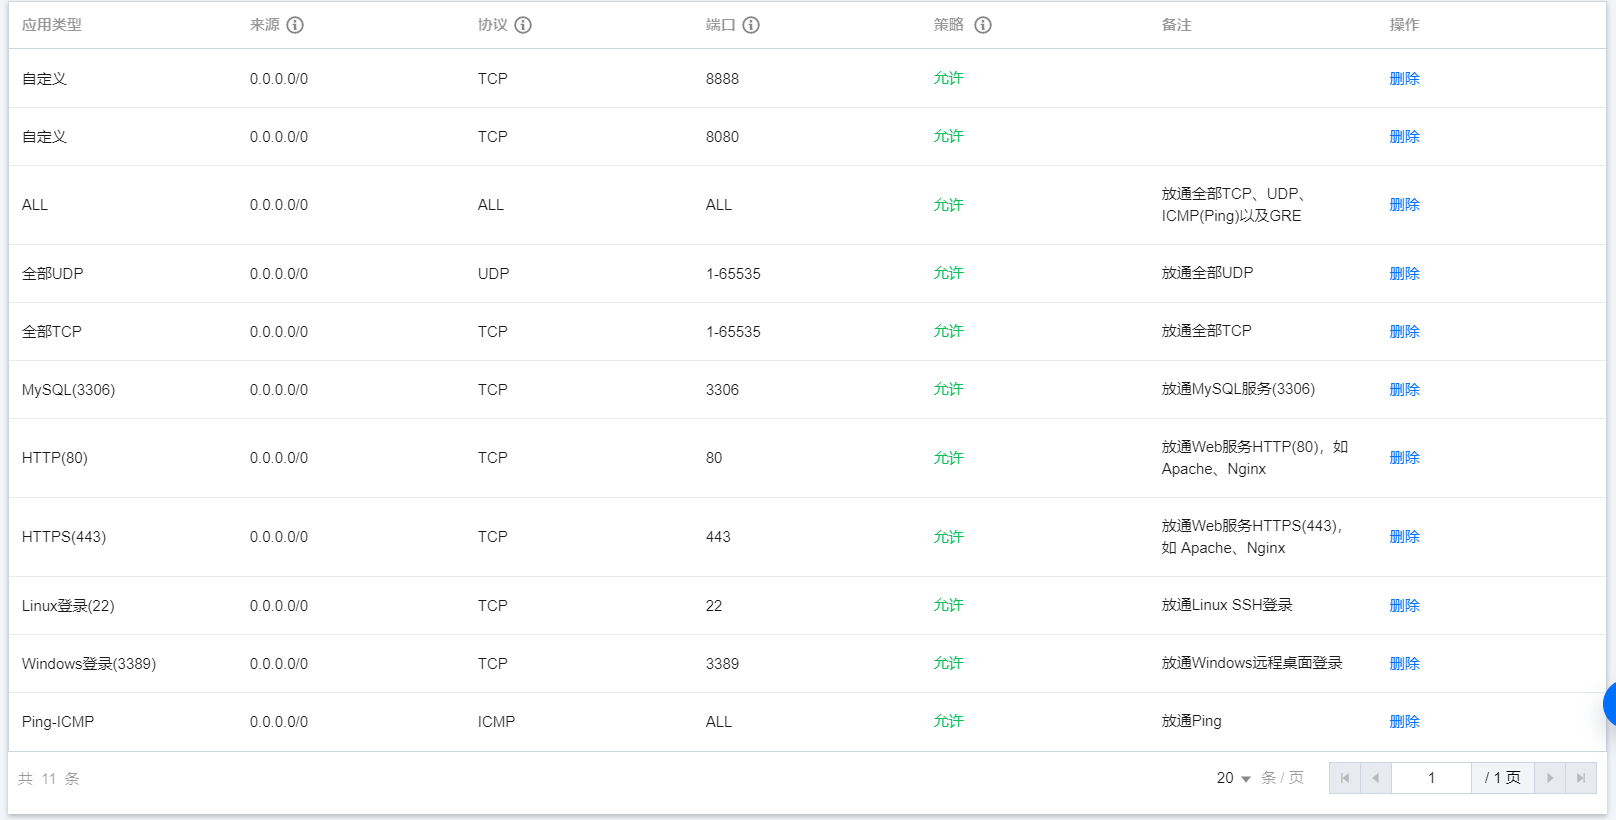 应用类型 来源 协议 端口 策略 备注 操作
自定义 0.0.0.0/0 TCP 8888 允许 删除
自定义 0.0.0.0/0 TCP 8080 允许 删除
ALL 0.0.0.0/0 ALL ALL 允许 放通全部TCP、UDP、 删除
ICMP(Ping)以及GRE
全部UDP 0.0.0.0/0 UDP 1-65535 允许 放通全部UDP 删除
全部TCP 0.0.0.0/0 TCP 1-65535 允许 放通全部TCP 删除
MySQL(3306) 0.0.0.0/0 TCP 3306 允许 放通MySQL服务(3306) 删除
HTTP(80) 0.0.0.0/0 TCP 80 允许 放通Web服务HTTP(80)，如 删除
Apache、Nginx
HTTPS(443) 0.0.0.0/0 TCP 443 允许 放通Web服务HTTPS(443)， 删除
如 Apache、Nginx
Linux登录(22) 0.0.0.0/0 TCP 22 允许 放通Linux SSH登录 删除
Windows登录(3389) 0.0.0.0/0 TCP 3389 允许 放通Windows远程桌面登录 删除
Ping-ICMP 0.0.0.0/0 ICMP ALL 允许 放通Ping 删除
共 11 条 20 条 / 页 1 / 1 页